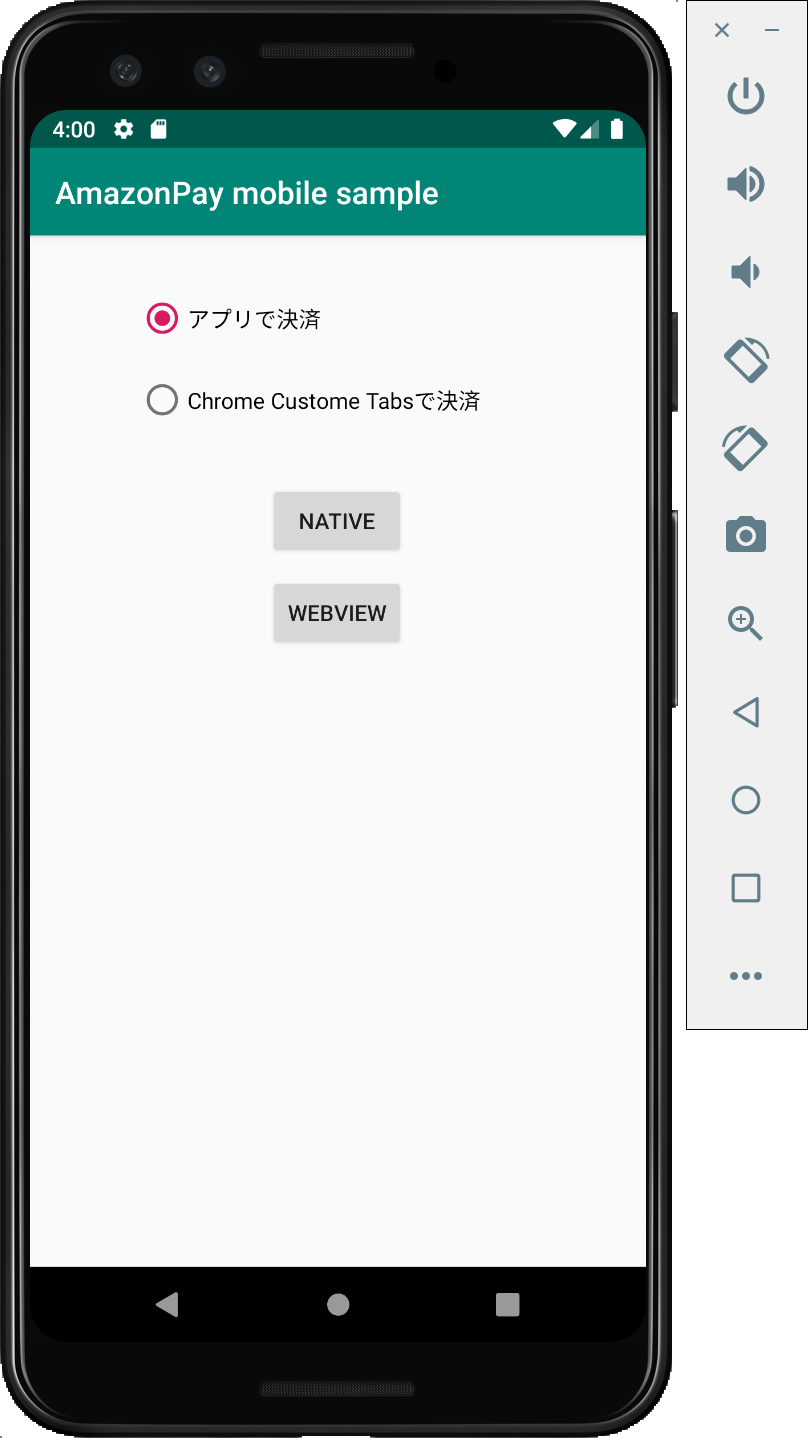 4:00
AmazonPay mobile sample
アプリで決済
Chrome Custome Tabsで決済
NATIVE
WEBVIEW